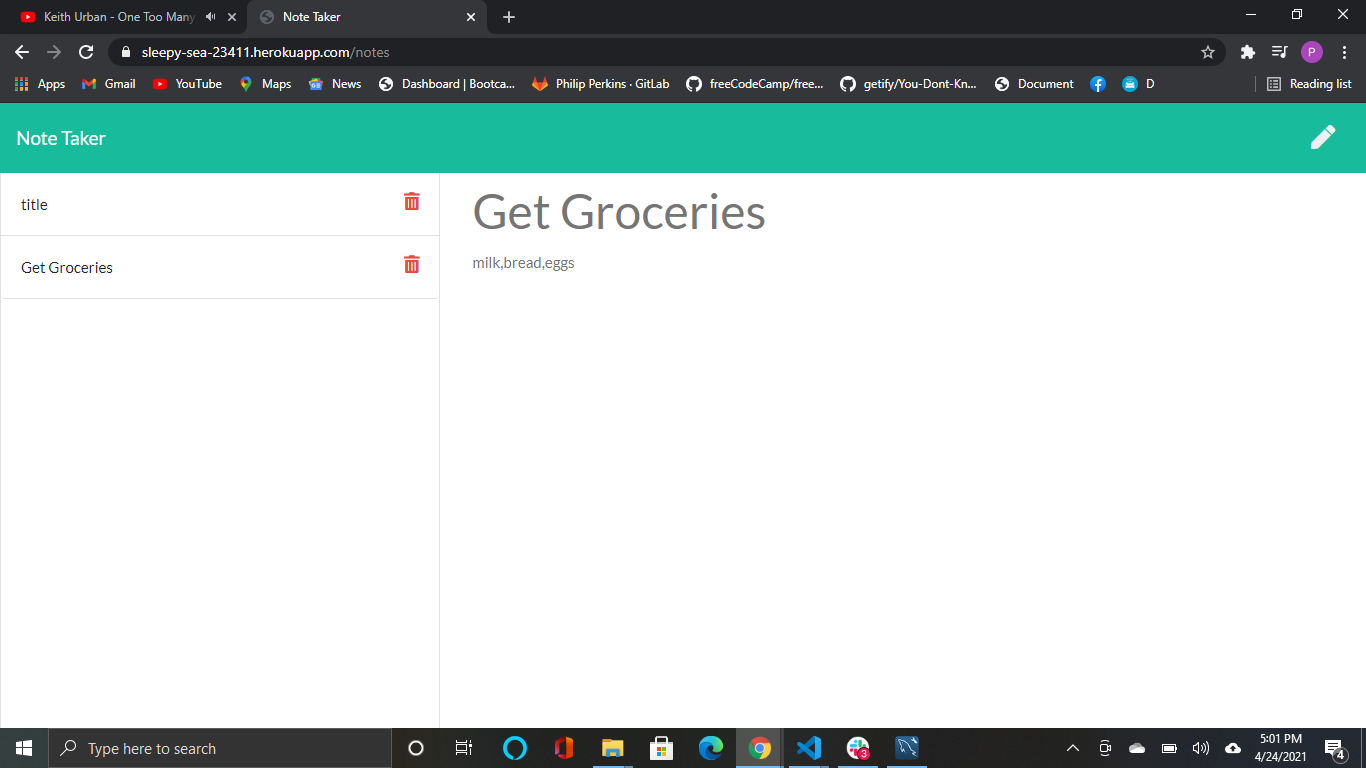 Keith Urban - One Too Many
Note Taker
sleepy-sea-23411.herokuapp.com/notes
P
Apps Gmail YouTube Maps News Dashboard | Bootca... Philip Perkins · GitLab freeCodeCamp/free... getify/You-Dont-Kn... Document D Reading list
Note Taker
title
Get Groceries
Get Groceries
milk,bread,eggs
Type here to search
3
5:01 PM
4/24/2021
4